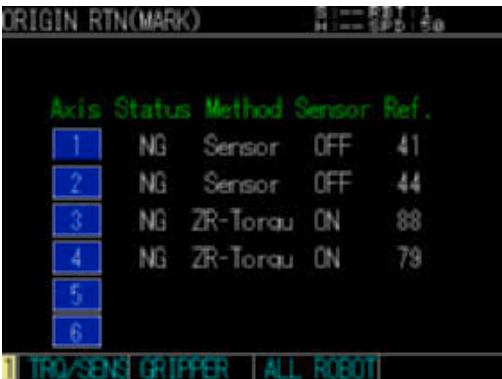 ORIGIN RTN(MARK)
SPD 50
Axis Status Method Sensor Ref.
1 NG Sensor OFF 41
2 NG Sensor OFF 44
3 NG ZR-Torqu ON 88
4 NG ZR-Torqu ON 79
5
6
1 TRQ/SENS GRIPPER ALL ROBOT